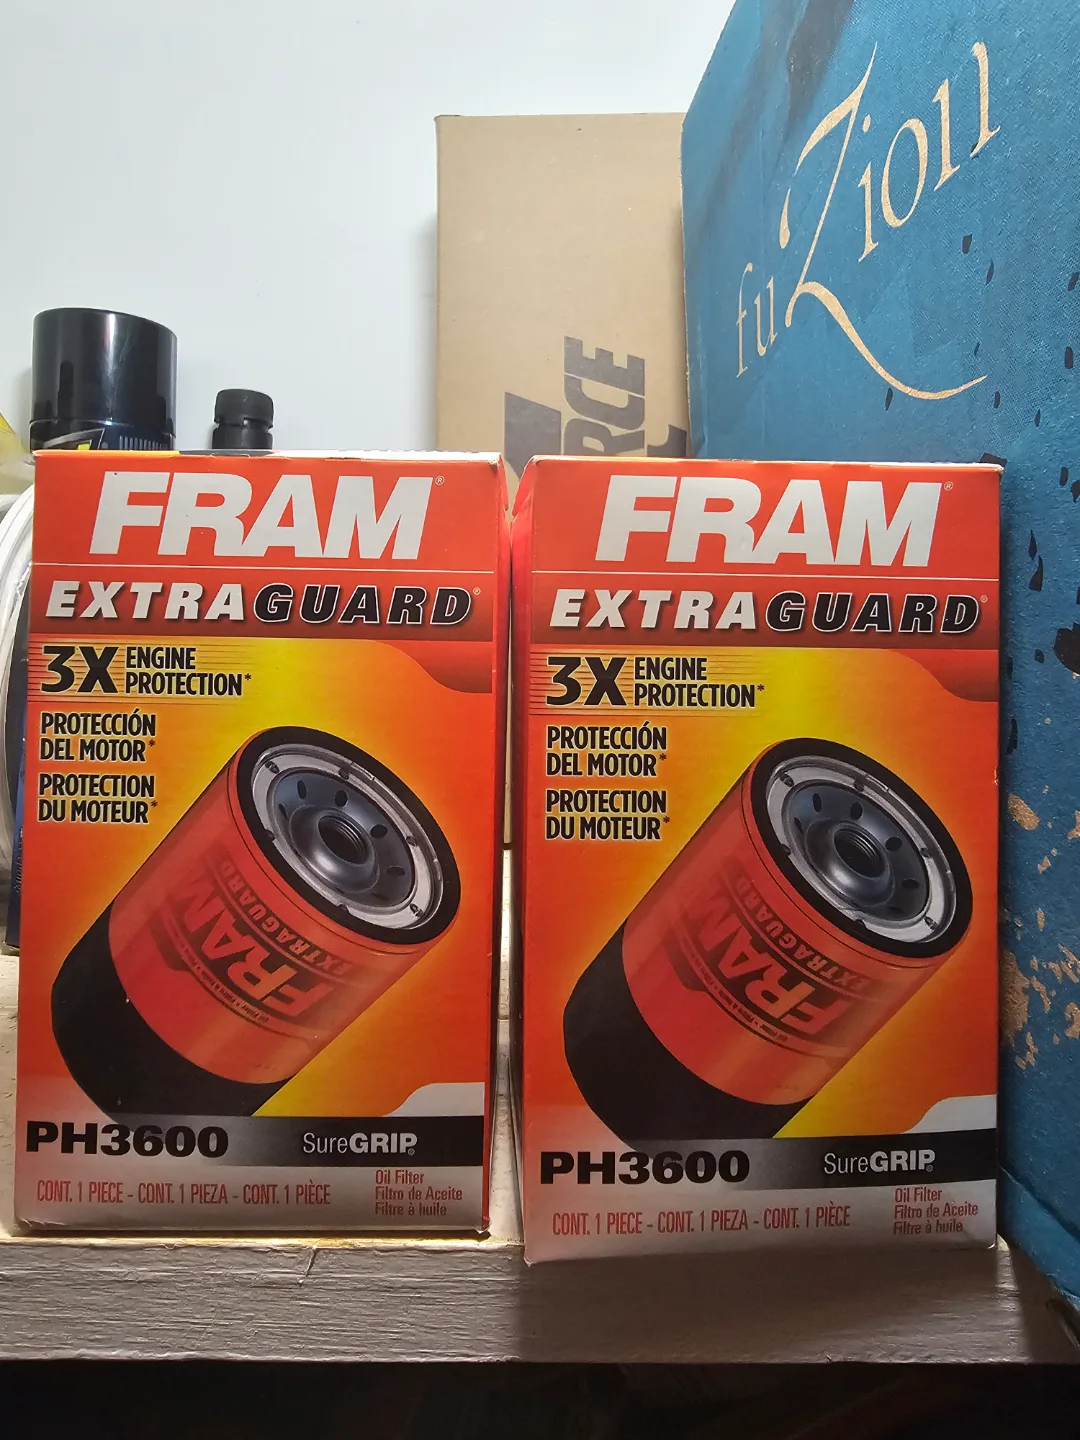 fuZion
RCE
FRAM®
EXTRAGUARD®
3X ENGINE
PROTECTION*
PROTECCIÓN
DEL MOTOR*
PROTECTION
DU MOTEUR*
FRAM
EXTRAGUARD
PH3600
SureGRIP®
CONT. 1 PIECE - CONT. 1 PIEZA - CONT. 1 PIÈCE
Oil Filter
Filtro de Aceite
Filtre à huile
FRAM®
EXTRAGUARD®
3X ENGINE
PROTECTION*
PROTECCIÓN
DEL MOTOR*
PROTECTION
DU MOTEUR*
FRAM
EXTRAGUARD
PH3600
SureGRIP®
CONT. 1 PIECE - CONT. 1 PIEZA - CONT. 1 PIÈCE
Oil Filter
Filtro de Aceite
Filtre à huile